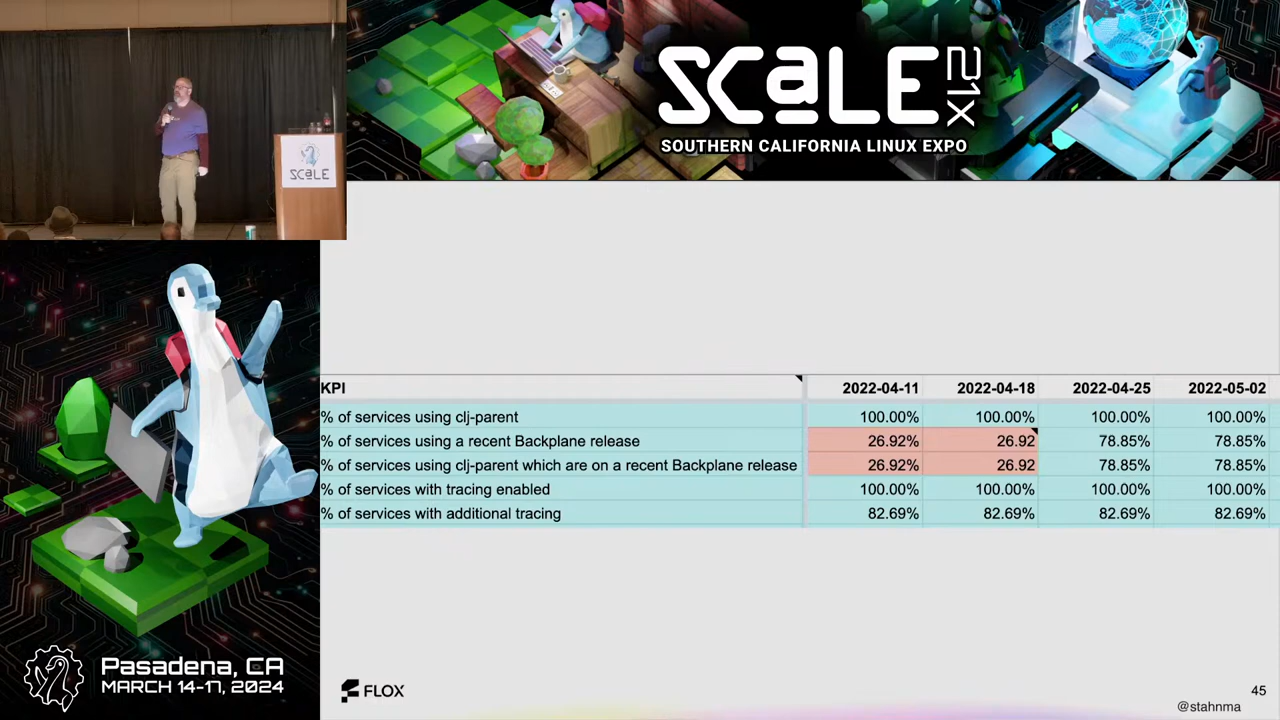 SCaLE 21X
SOUTHERN CALIFORNIA LINUX EXPO
SCaLE
KPI 2022-04-11 2022-04-18 2022-04-25 2022-05-02
% of services using clj-parent 100.00% 100.00% 100.00% 100.00%
% of services using a recent Backplane release 26.92% 26.92 78.85% 78.85%
% of services using clj-parent which are on a recent Backplane release 26.92% 26.92 78.85% 78.85%
% of services with tracing enabled 100.00% 100.00% 100.00% 100.00%
% of services with additional tracing 82.69% 82.69% 82.69% 82.69%
Pasadena, CA
MARCH 14-17, 2024
FLOX
45
@stahnma